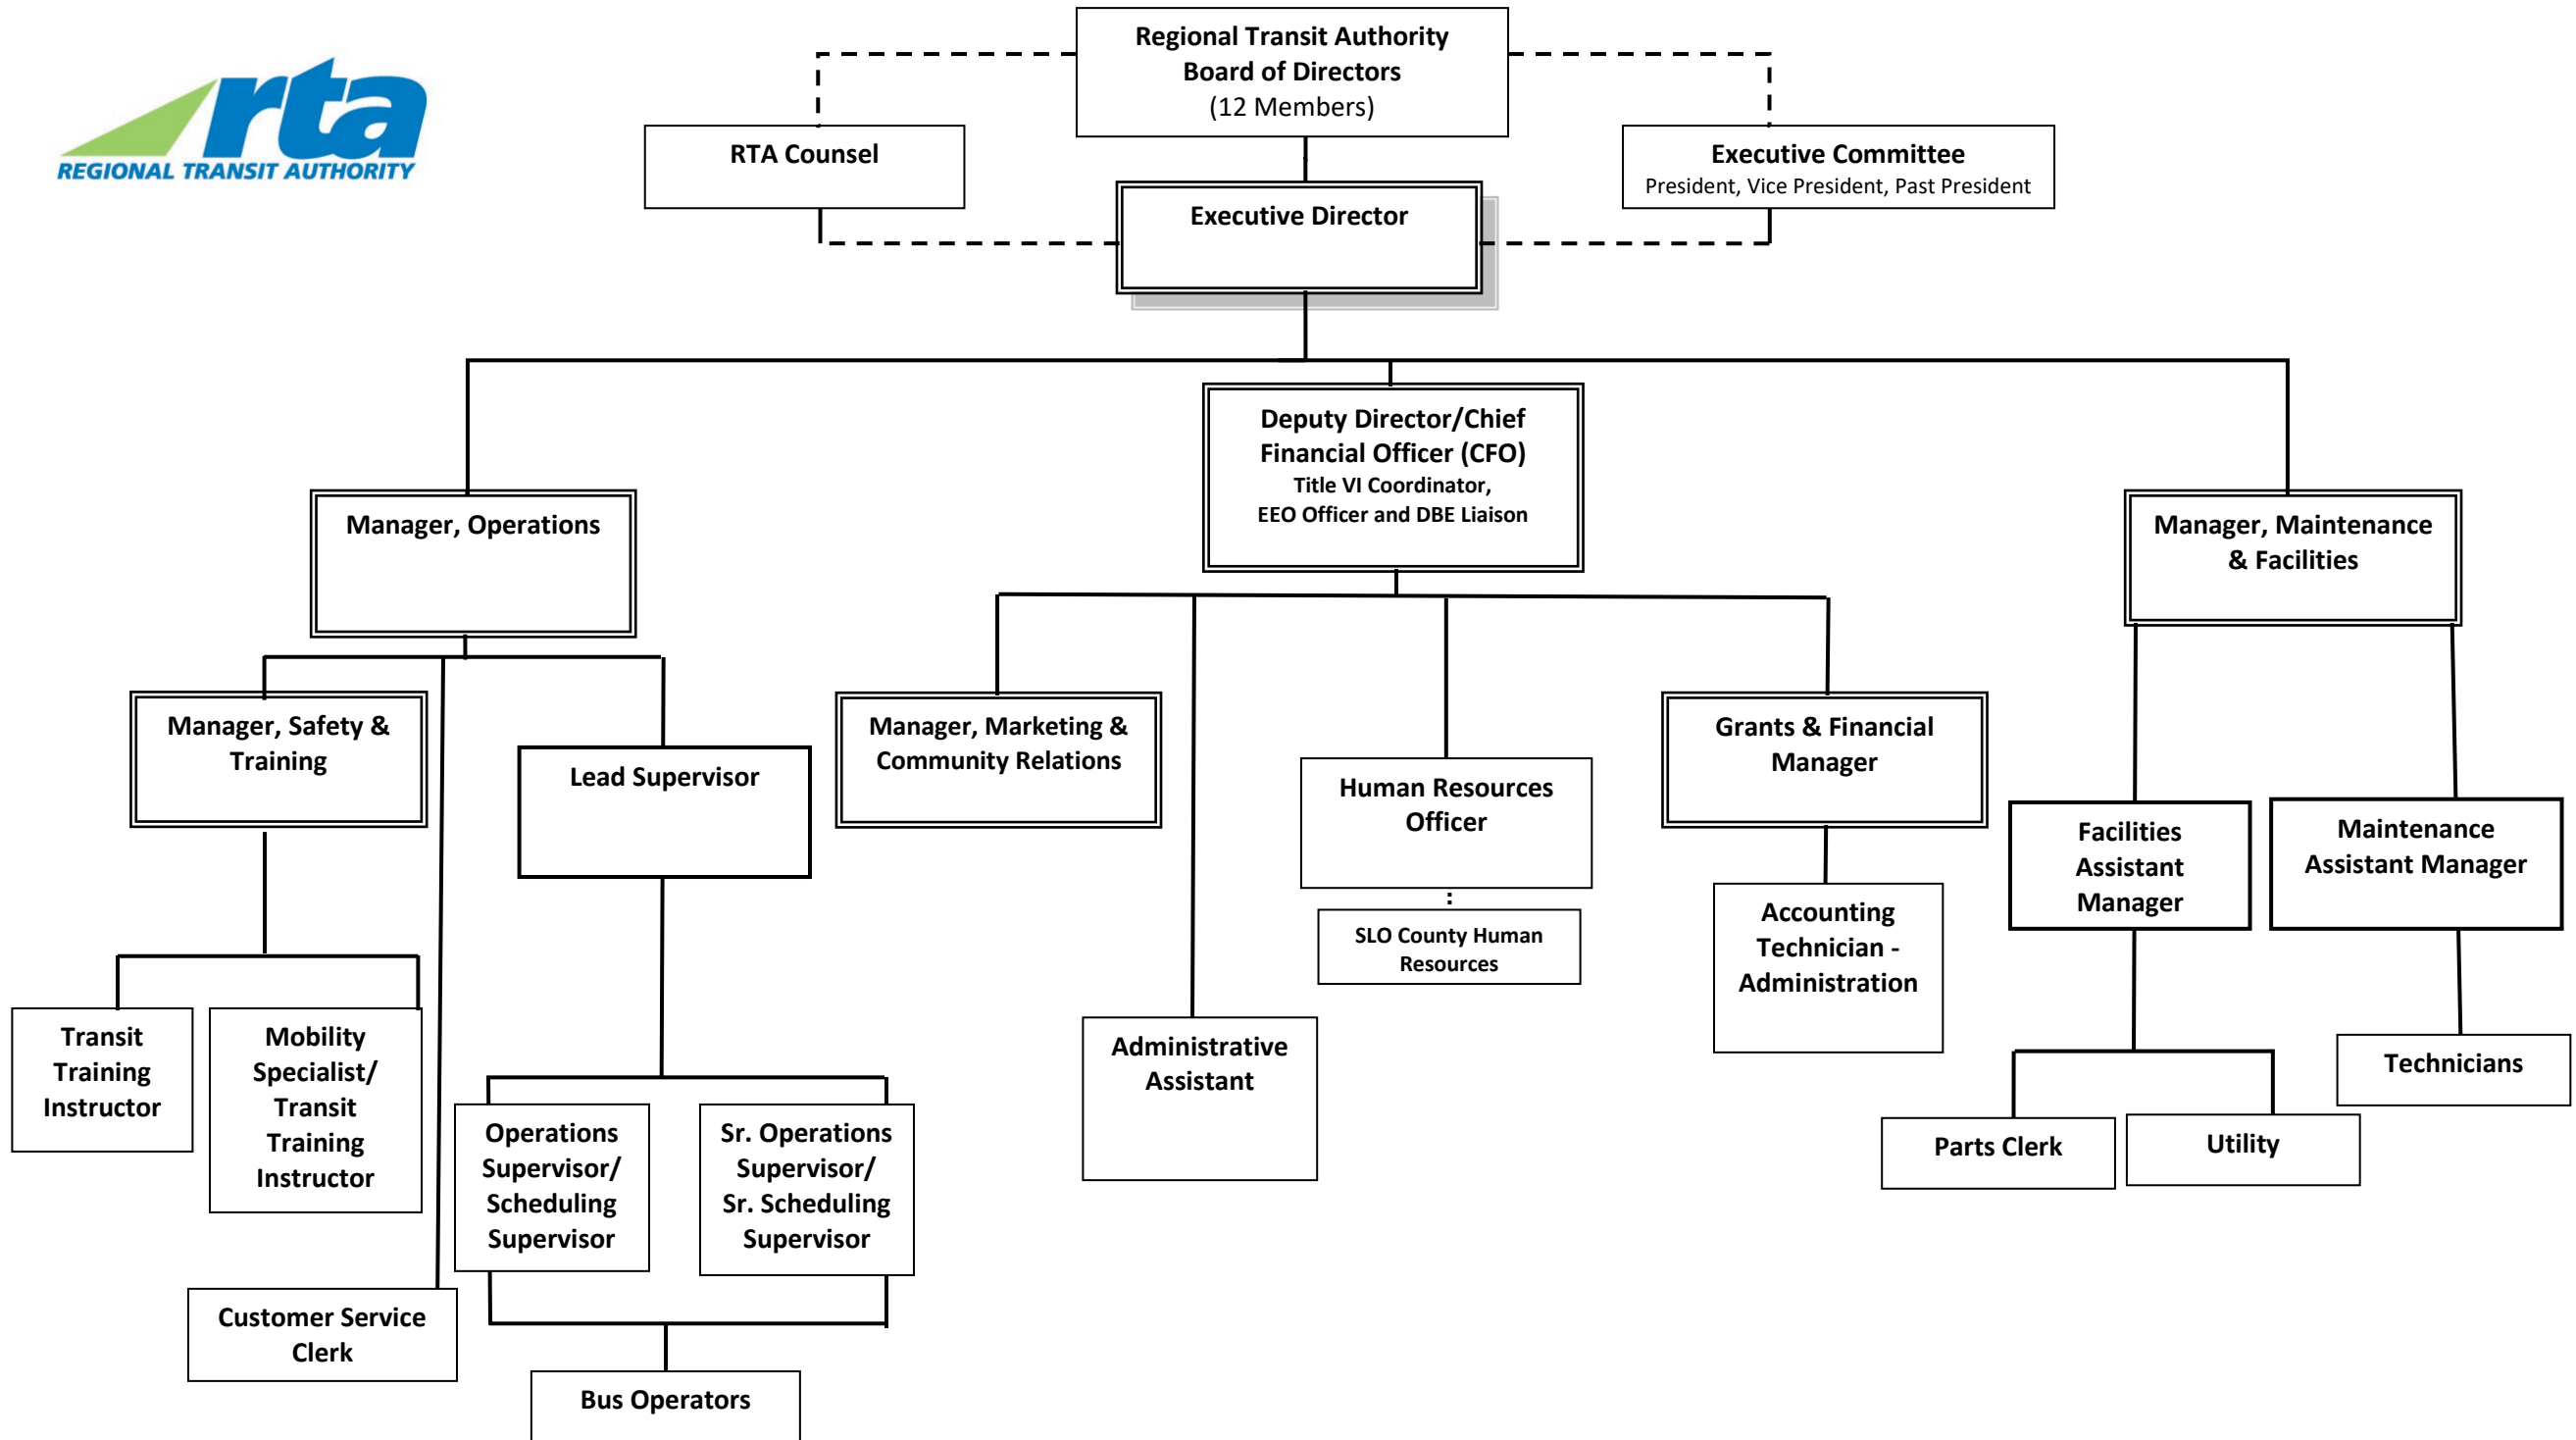 rta
REGIONAL TRANSIT AUTHORITY
Regional Transit Authority
Board of Directors
(12 Members)
RTA Counsel
Executive Committee
President, Vice President, Past President
Executive Director
Deputy Director/Chief
Financial Officer (CFO)
Title VI Coordinator,
EEO Officer and DBE Liaison
Manager, Operations
Manager, Maintenance
& Facilities
Manager, Safety &
Training
Lead Supervisor
Manager, Marketing &
Community Relations
Human Resources
Officer
SLO County Human
Resources
Grants & Financial
Manager
Accounting
Technician -
Administration
Facilities
Assistant
Manager
Maintenance
Assistant Manager
Transit
Training
Instructor
Mobility
Specialist/
Transit
Training
Instructor
Operations
Supervisor/
Scheduling
Supervisor
Sr. Operations
Supervisor/
Sr. Scheduling
Supervisor
Administrative
Assistant
Technicians
Parts Clerk
Utility
Customer Service
Clerk
Bus Operators